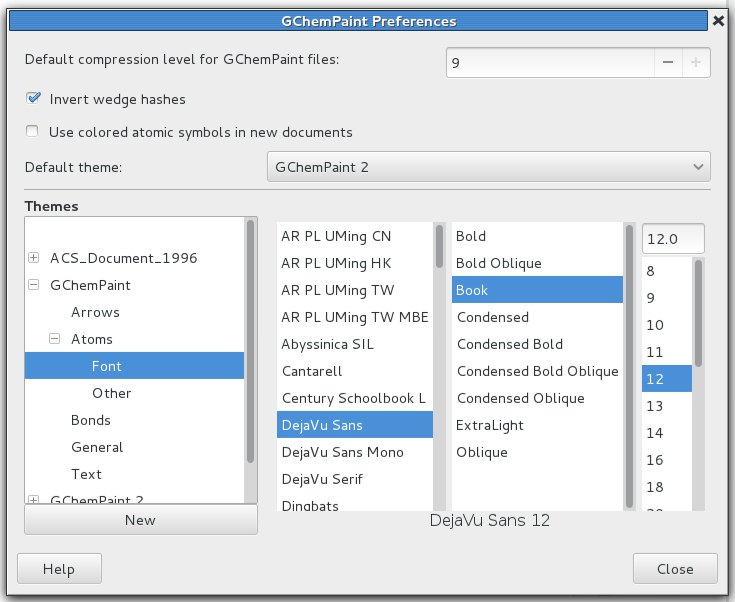 GChemPaint Preferences
Default compression level for GChemPaint files:
9
Invert wedge hashes
Use colored atomic symbols in new documents
Default theme:
GChemPaint 2
Themes
ACS_Document_1996
GChemPaint
Arrows
Atoms
Font
Other
Bonds
General
Text
GChemPaint 2
New
AR PL UMing CN
AR PL UMing HK
AR PL UMing TW
AR PL UMing TW MBE
Abyssinica SIL
Cantarell
Century Schoolbook L
DejaVu Sans
DejaVu Sans Mono
DejaVu Serif
Dingbats
Bold
Bold Oblique
Book
Condensed
Condensed Bold
Condensed Bold Oblique
Condensed Oblique
ExtraLight
Oblique
12.0
8
9
10
11
12
13
14
16
18
20
DejaVu Sans 12
Help
Close